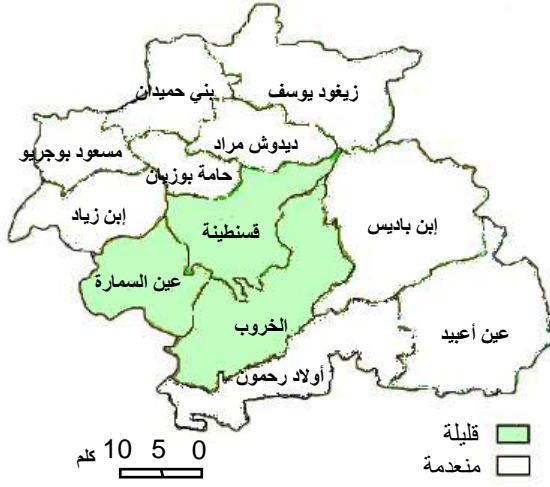 زيغود يوسف
بني حميدان
ديدوش مراد
مسعود بوجريو
حامة بوزيان
إبن زياد
قسنطينة
إبن باديس
عين السمارة
الخروب
عين أعبيد
أولاد رحمون
قليلة
منعدمة
10 5 0 كلم